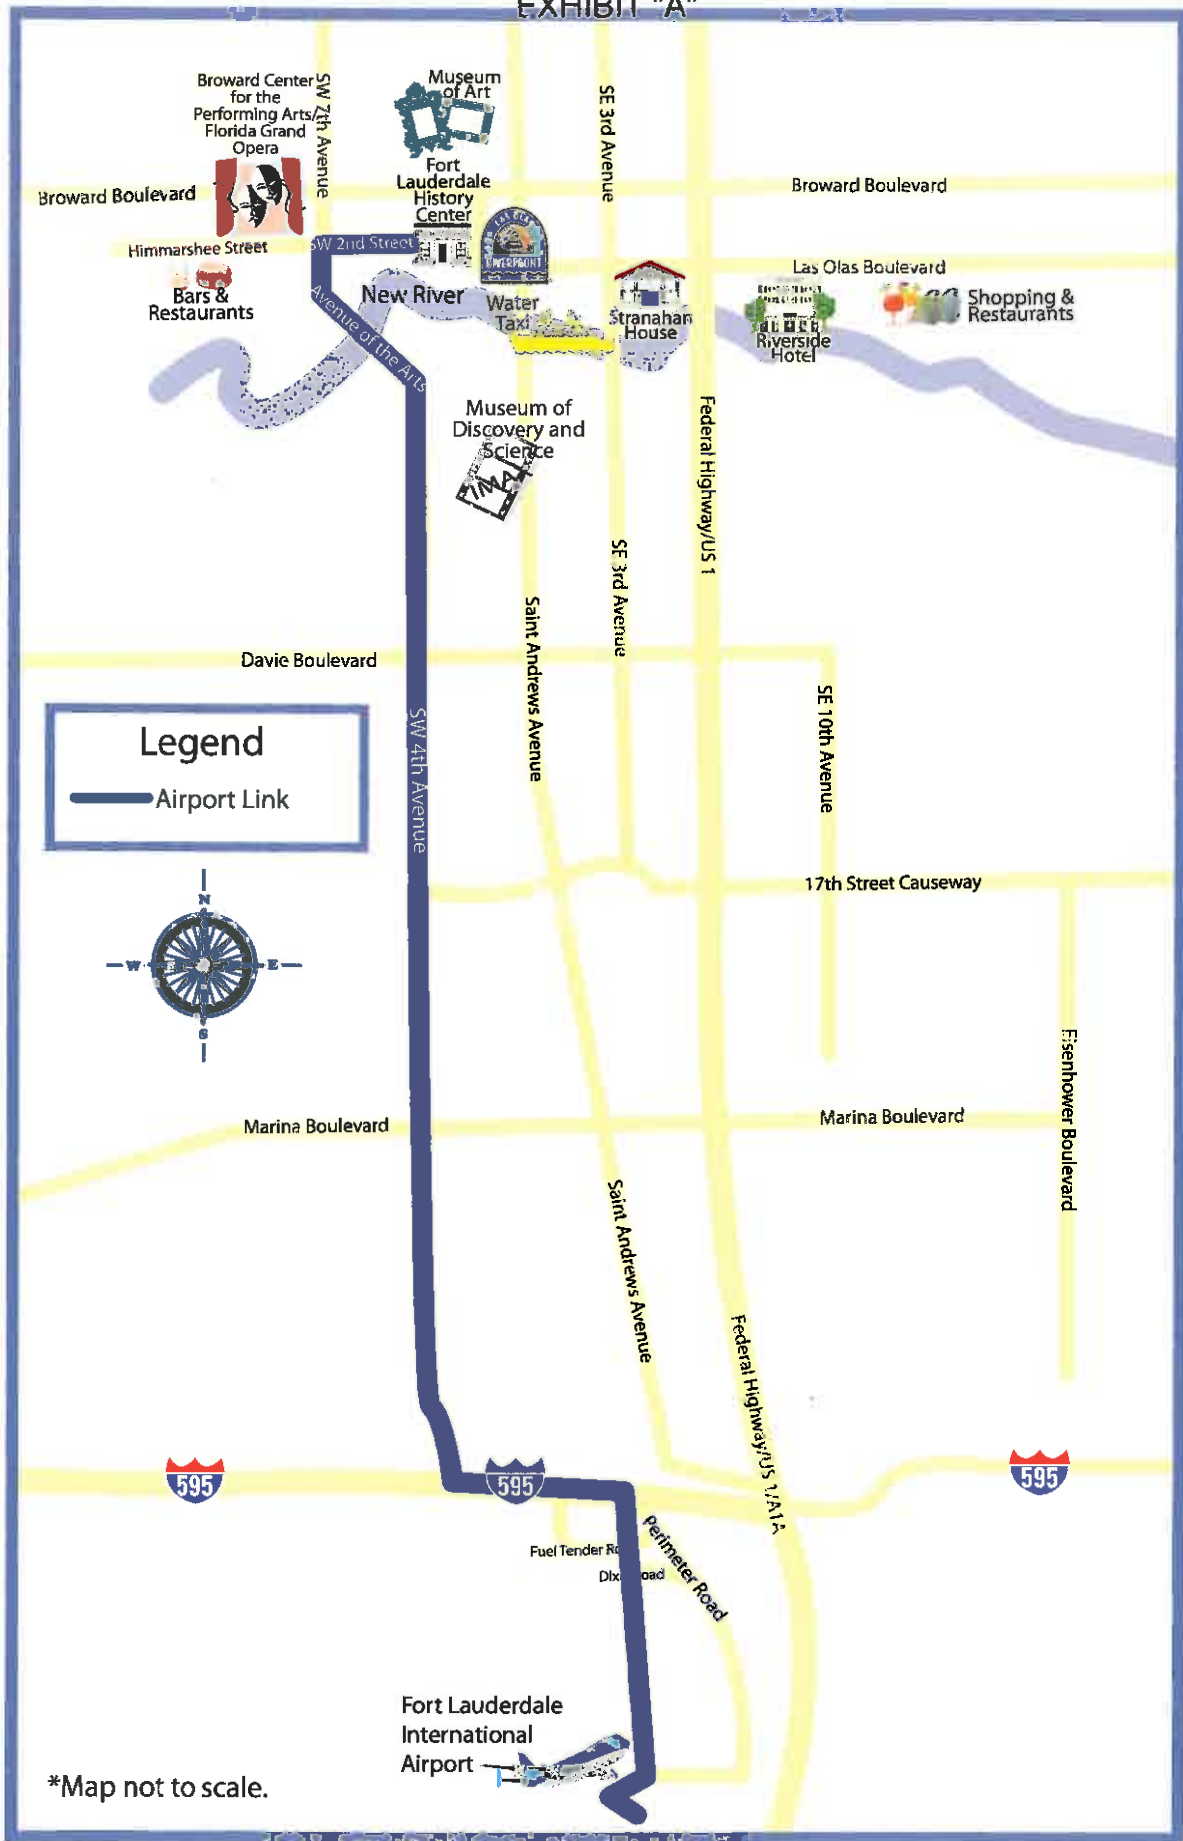 EXHIBIT "A"
Broward Center
for the
Performing Arts/
Florida Grand
Opera
SW 7th Avenue
Museum
of Art
SE 3rd Avenue
Fort
Lauderdale
History
Center
Broward Boulevard
Broward Boulevard
Himmarshee Street
SW 2nd Street
LAS OLAS
RIVERFRONT
Las Olas Boulevard
Bars &
Restaurants
Avenue of the Arts
New River
Water
Taxi
Stranahan
House
Riverside
Hotel
Shopping &
Restaurants
Museum of
Discovery and
Science
Federal Highway/US 1
SE 3rd Avenue
Saint Andrews Avenue
Davie Boulevard
SE 10th Avenue
Legend
Airport Link
SW 4th Avenue
17th Street Causeway
N
W
E
S
Eisenhower Boulevard
Marina Boulevard
Marina Boulevard
Saint Andrews Avenue
Federal Highway/US 1/A1A
595
595
595
Perimeter Road
Fuel Tender
Fort Lauderdale
International
Airport
*Map not to scale.